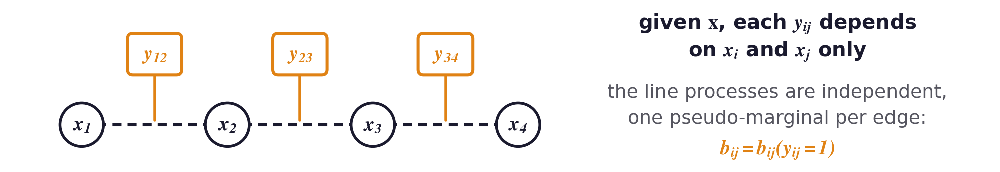 y₁₂ y₂₃ y₃₄
x₁ x₂ x₃ x₄
given x, each yᵢⱼ depends
on xᵢ and xⱼ only
the line processes are independent,
one pseudo-marginal per edge:
bᵢⱼ = bᵢⱼ(yᵢⱼ = 1)